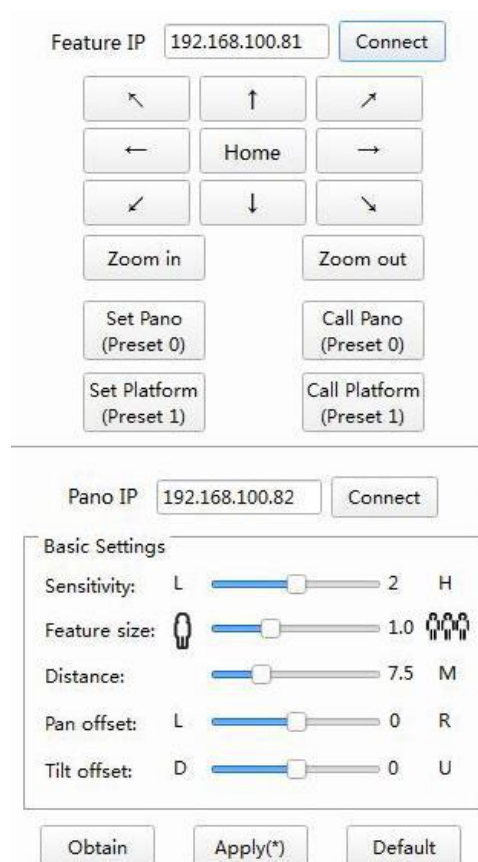 Feature IP 192.168.100.81 Connect
↖ ↑ ↗
← Home →
↙ ↓ ↘
Zoom in Zoom out
Set Pano Call Pano
(Preset 0) (Preset 0)
Set Platform Call Platform
(Preset 1) (Preset 1)
Pano IP 192.168.100.82 Connect
Basic Settings
Sensitivity: L 2 H
Feature size: 1.0
Distance: 7.5 M
Pan offset: L 0 R
Tilt offset: D 0 U
Obtain Apply(*) Default